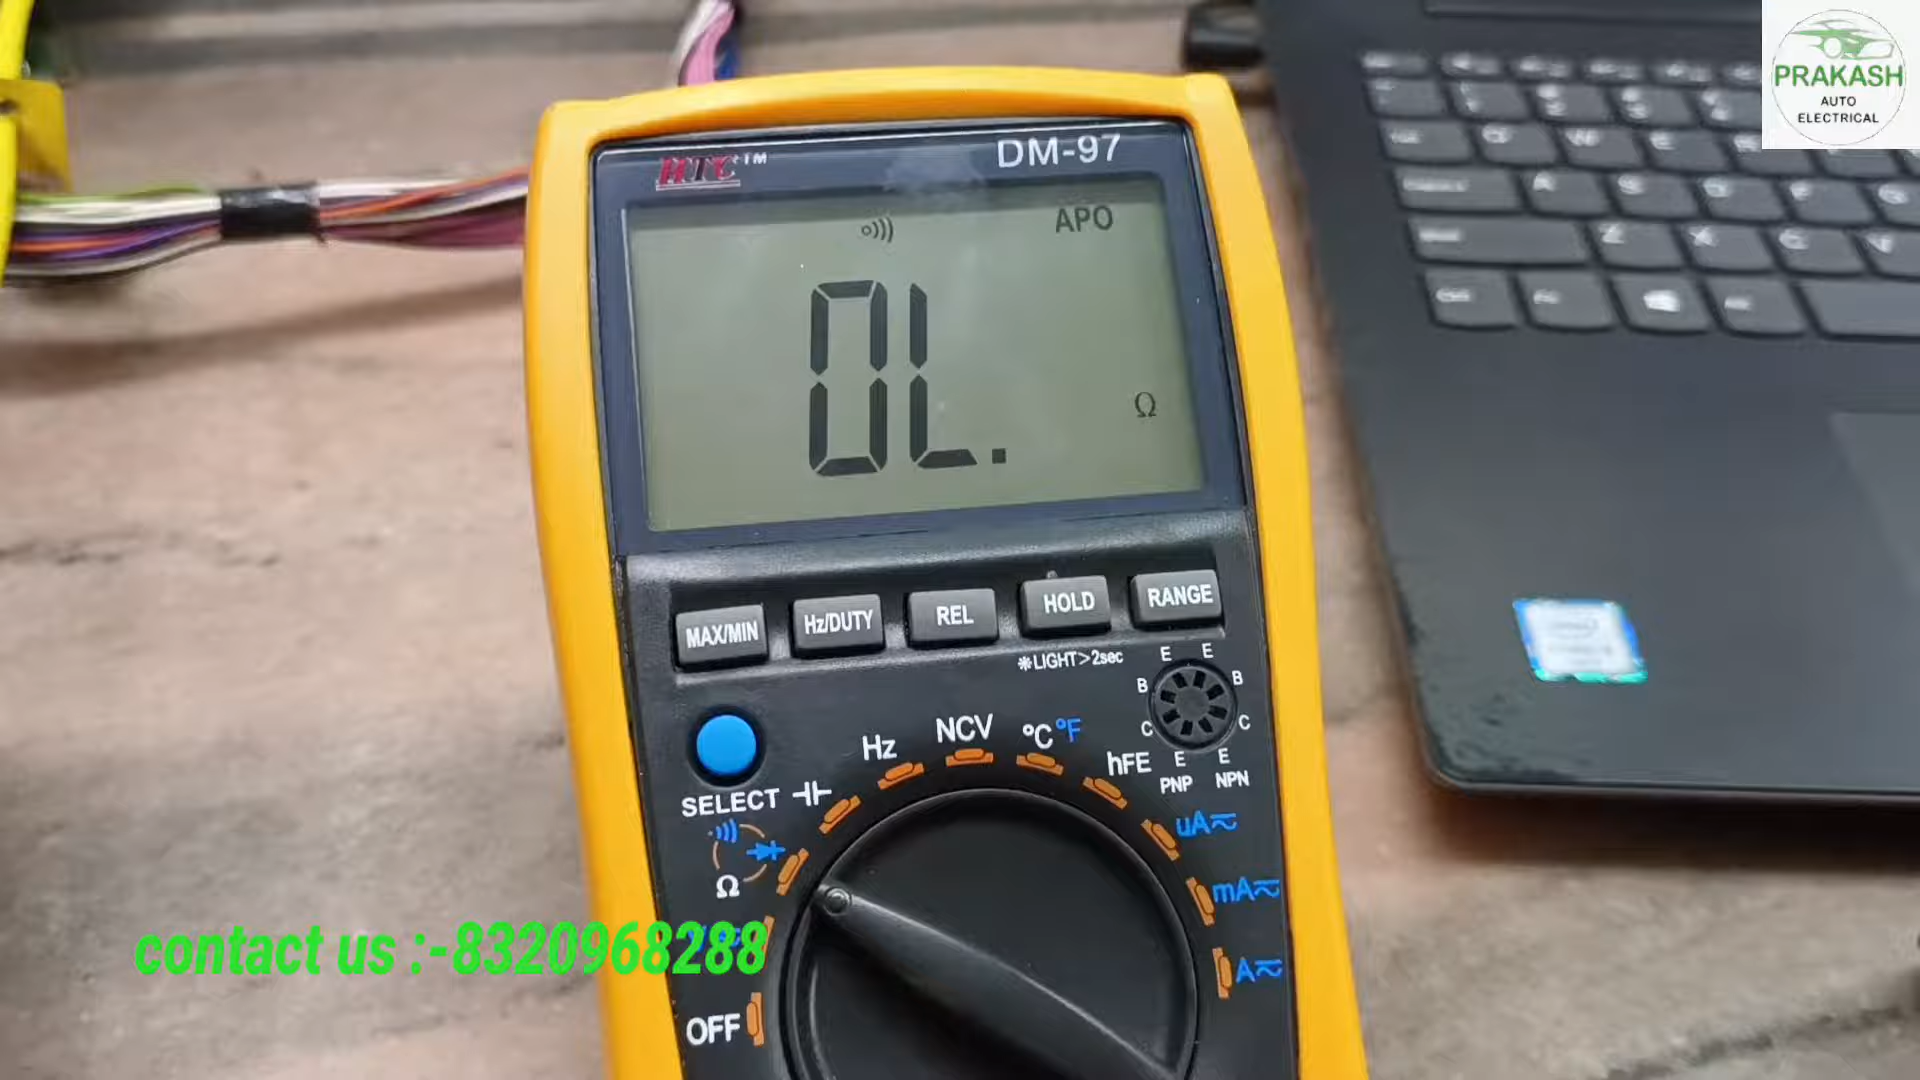 PRAKASH
AUTO
ELECTRICAL
HTC™
DM-97
APO
OL.
Ω
MAX/MIN
Hz/DUTY
REL
HOLD
RANGE
☀LIGHT>2sec
E E
B B
C C
E E
PNP NPN
SELECT
Hz
NCV
°C °F
hFE
uA
mA
A
Ω
OFF
contact us :-8320968288
A S D F G
Z X C V